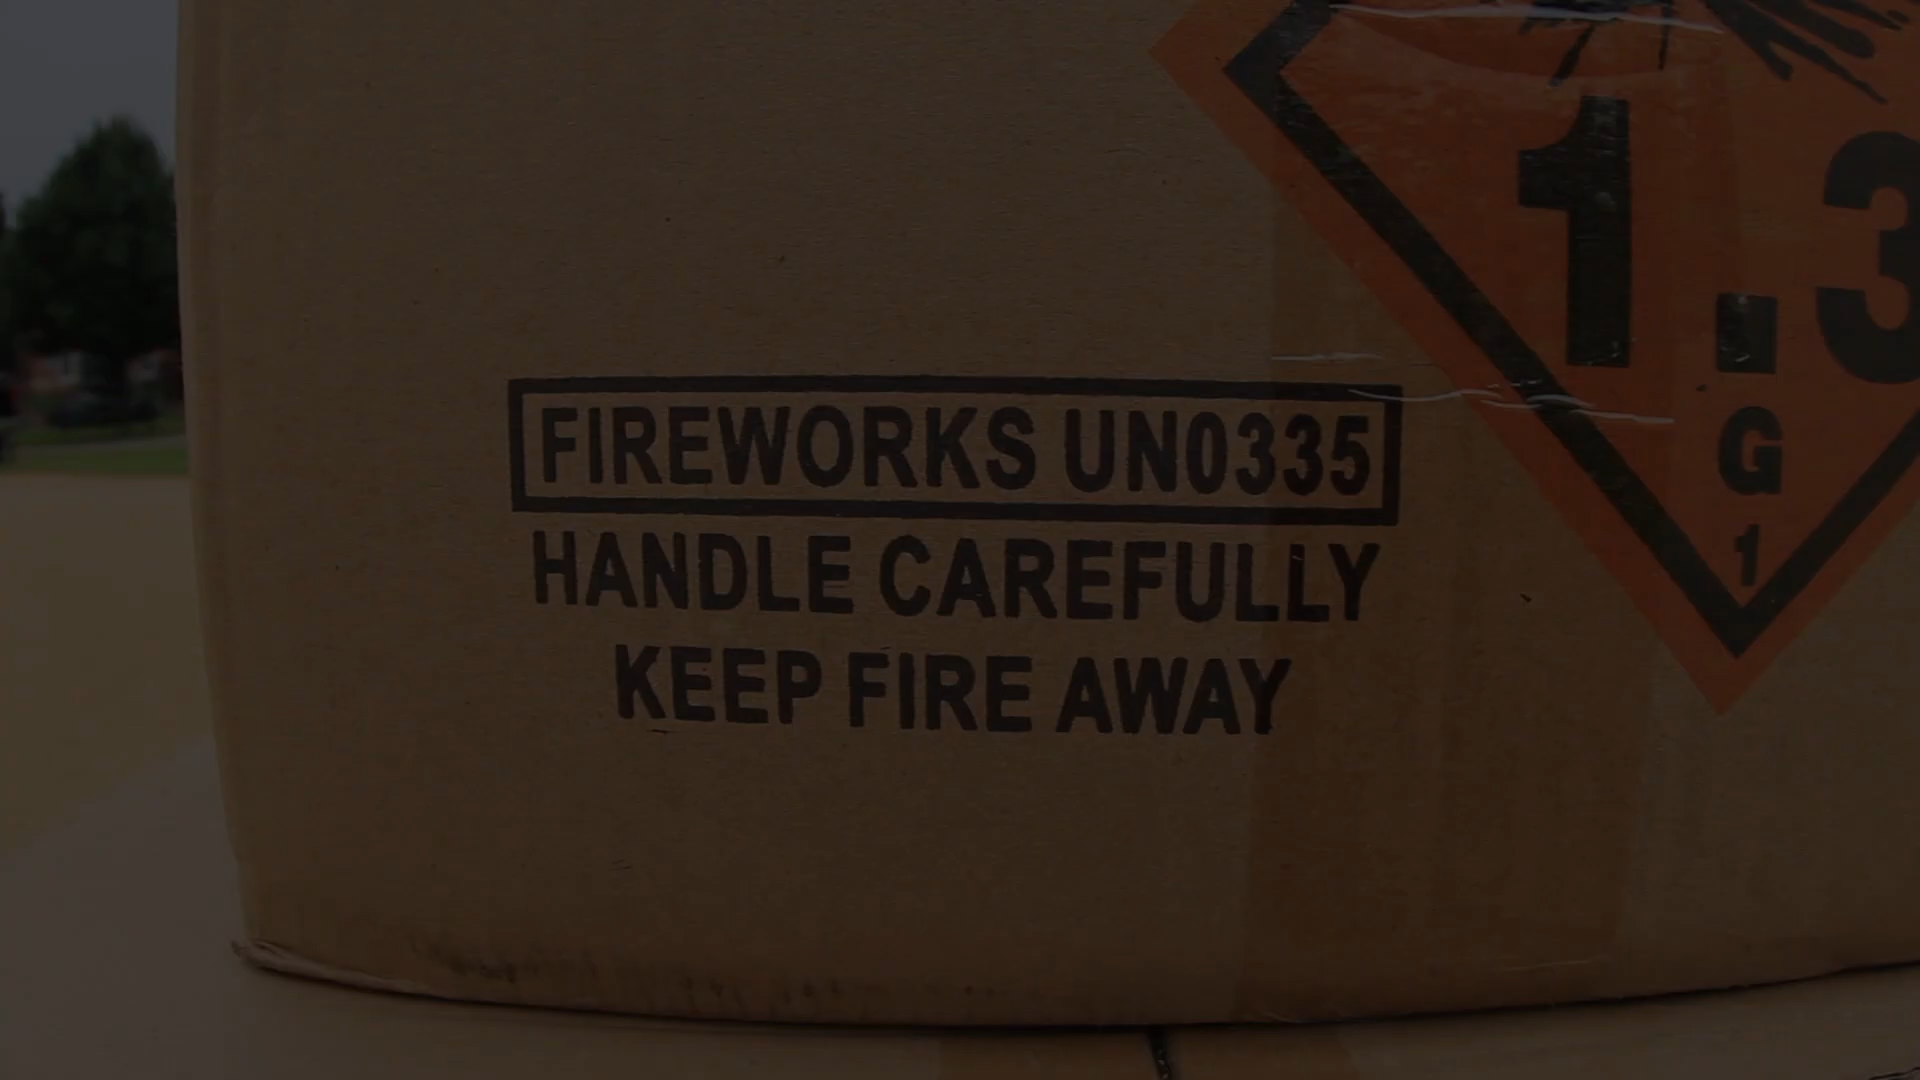 1.3
G
1
FIREWORKS UN0335
HANDLE CAREFULLY
KEEP FIRE AWAY